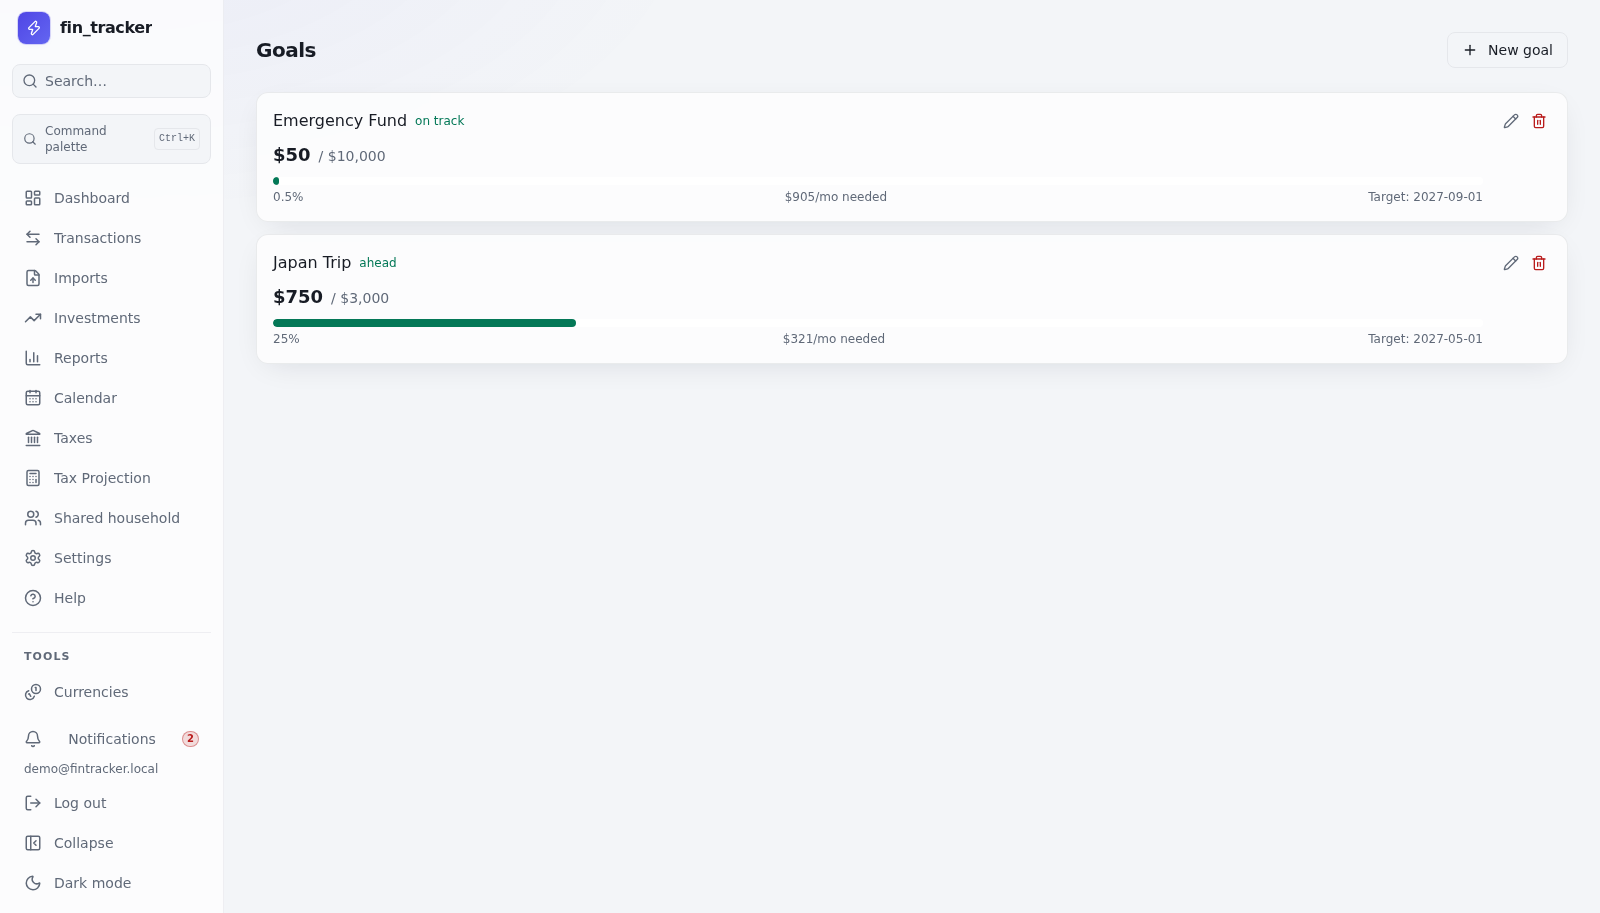 fin_tracker
Search...
Command
palette
Ctrl+K
Dashboard
Transactions
Imports
Investments
Reports
Calendar
Taxes
Tax Projection
Shared household
Settings
Help
TOOLS
Currencies
Notifications 2
demo@fintracker.local
Log out
Collapse
Dark mode
Goals
New goal
Emergency Fund on track
$50 / $10,000
0.5% $905/mo needed Target: 2027-09-01
Japan Trip ahead
$750 / $3,000
25% $321/mo needed Target: 2027-05-01